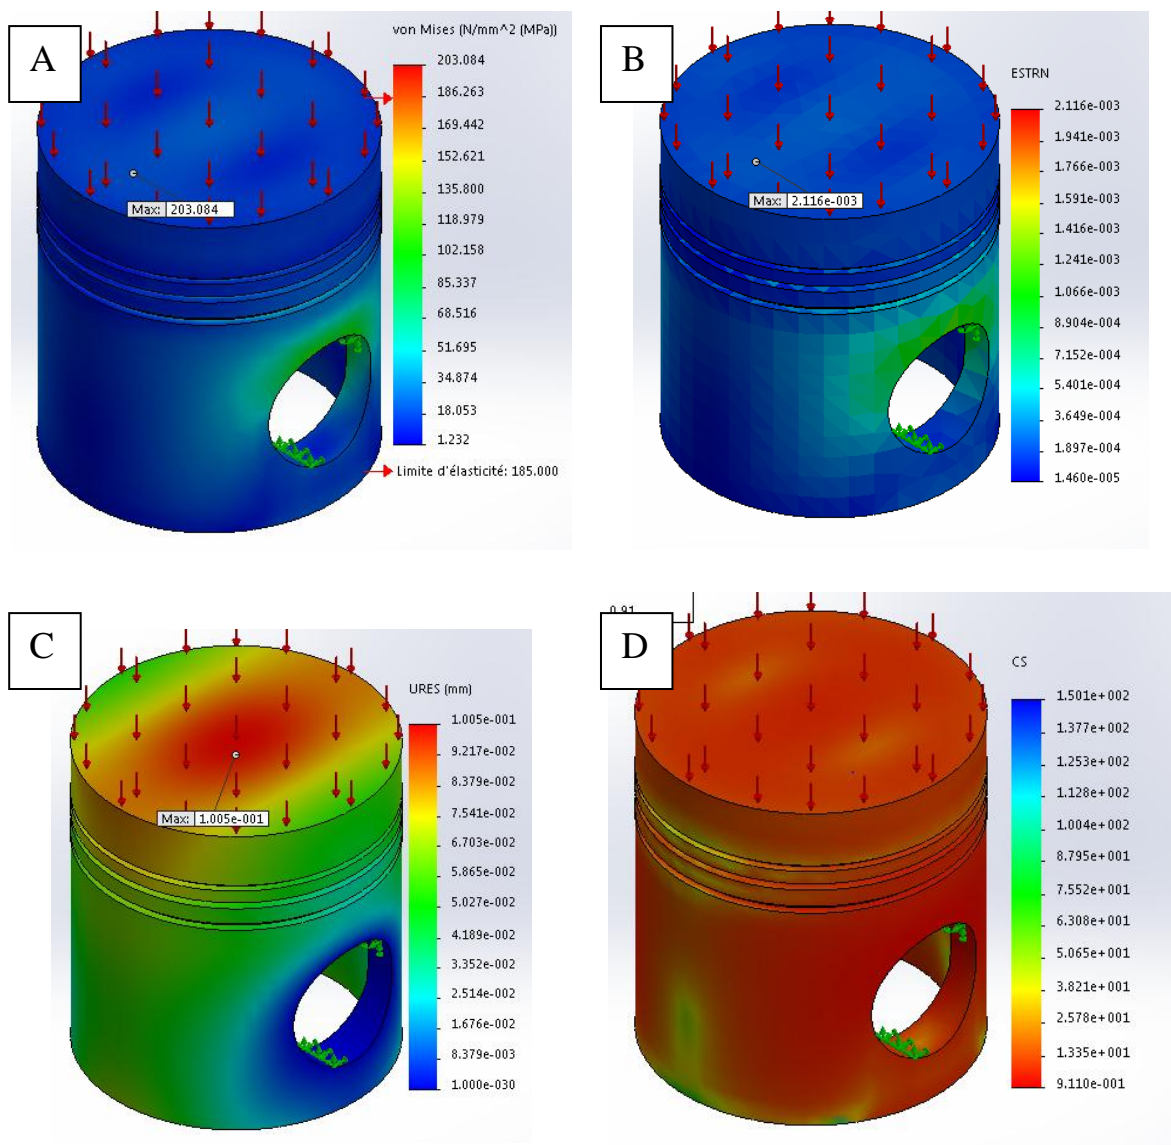 A
von Mises (N/mm^2 (MPa))
203.084
186.263
169.442
152.621
135.800
118.979
102.158
85.337
68.516
51.695
34.874
18.053
1.232
Limite d'élasticité: 185.000
Max: 203.084
B
ESTRN
2.116e-003
1.941e-003
1.766e-003
1.591e-003
1.416e-003
1.241e-003
1.066e-003
8.904e-004
7.152e-004
5.401e-004
3.649e-004
1.897e-004
1.460e-005
Max: 2.116e-003
C
URES (mm)
1.005e-001
9.217e-002
8.379e-002
7.541e-002
6.703e-002
5.865e-002
5.027e-002
4.189e-002
3.352e-002
2.514e-002
1.676e-002
8.379e-003
1.000e-030
Max: 1.005e-001
0.91
D
CS
1.501e+002
1.377e+002
1.253e+002
1.128e+002
1.004e+002
8.795e+001
7.552e+001
6.308e+001
5.065e+001
3.821e+001
2.578e+001
1.335e+001
9.110e-001